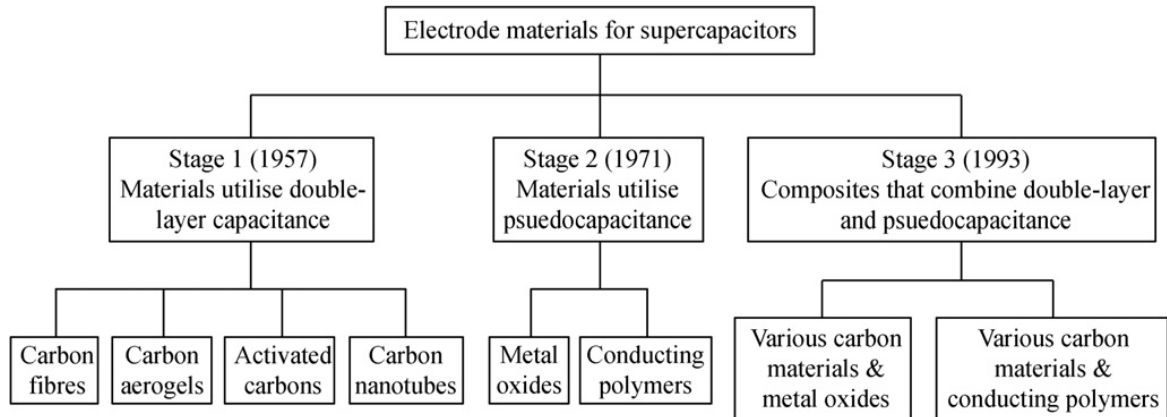 Electrode materials for supercapacitors
Stage 1 (1957)
Materials utilise double-
layer capacitance
Stage 2 (1971)
Materials utilise
psuedocapacitance
Stage 3 (1993)
Composites that combine double-layer
and psuedocapacitance
Carbon
fibres
Carbon
aerogels
Activated
carbons
Carbon
nanotubes
Metal
oxides
Conducting
polymers
Various carbon
materials &
metal oxides
Various carbon
materials &
conducting polymers